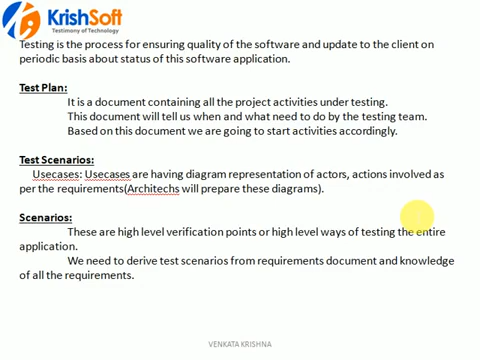 KrishSoft
Testimony of Technology
Testing is the process for ensuring quality of the software and update to the client on
periodic basis about status of this software application.
Test Plan:
It is a document containing all the project activities under testing.
This document will tell us when and what need to do by the testing team.
Based on this document we are going to start activities accordingly.
Test Scenarios:
Usecases: Usecases are having diagram representation of actors, actions involved as
per the requirements(Architechs will prepare these diagrams).
Scenarios:
These are high level verification points or high level ways of testing the entire
application.
We need to derive test scenarios from requirements document and knowledge
of all the requirements.
VENKATA KRISHNA